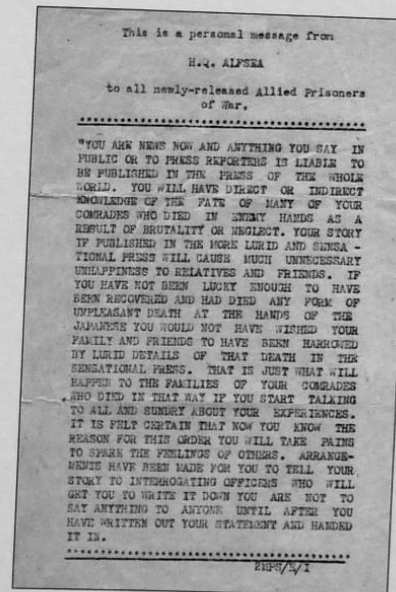 This is a personal message from
H.Q. ALFSEA
to all newly-released Allied Prisoners
of War.
"YOU ARE NEWS NOW AND ANYTHING YOU SAY IN
PUBLIC OR TO PRESS REPORTERS IS LIABLE TO
BE PUBLISHED IN THE PRESS OF THE WHOLE
WORLD. YOU WILL HAVE DIRECT OR INDIRECT
KNOWLEDGE OF THE FATE OF MANY OF YOUR
COMRADES WHO DIED IN ENEMY HANDS AS A
RESULT OF BRUTALITY OR NEGLECT. YOUR STORY
IF PUBLISHED IN THE MORE LURID AND SENSA -
TIONAL PRESS WILL CAUSE MUCH UNNECESSARY
UNHAPPINESS TO RELATIVES AND FRIENDS. IF
YOU HAVE NOT BEEN LUCKY ENOUGH TO HAVE
BEEN RECOVERED AND HAD DIED ANY FORM OF
UNPLEASANT DEATH AT THE HANDS OF THE
JAPANESE YOU WOULD NOT HAVE WISHED YOUR
FAMILY AND FRIENDS TO HAVE BEEN HARROWED
BY LURID DETAILS OF THAT DEATH IN THE
SENSATIONAL PRESS. THAT IS JUST WHAT WILL
HAPPEN TO THE FAMILIES OF YOUR COMRADES
WHO DIED IN THAT WAY IF YOU START TALKING
TO ALL AND SUNDRY ABOUT YOUR EXPERIENCES.
IT IS FELT CERTAIN THAT NOW YOU KNOW THE
REASON FOR THIS ORDER YOU WILL TAKE PAINS
TO SPARE THE FEELINGS OF OTHERS. ARRANGE-
MENTS HAVE BEEN MADE FOR YOU TO TELL YOUR
STORY TO INTERROGATING OFFICERS WHO WILL
GET YOU TO WRITE IT DOWN YOU ARE NOT TO
SAY ANYTHING TO ANYONE UNTIL AFTER YOU
HAVE WRITTEN OUT YOUR STATEMENT AND HANDED
IT IN.
2MPS/E/I